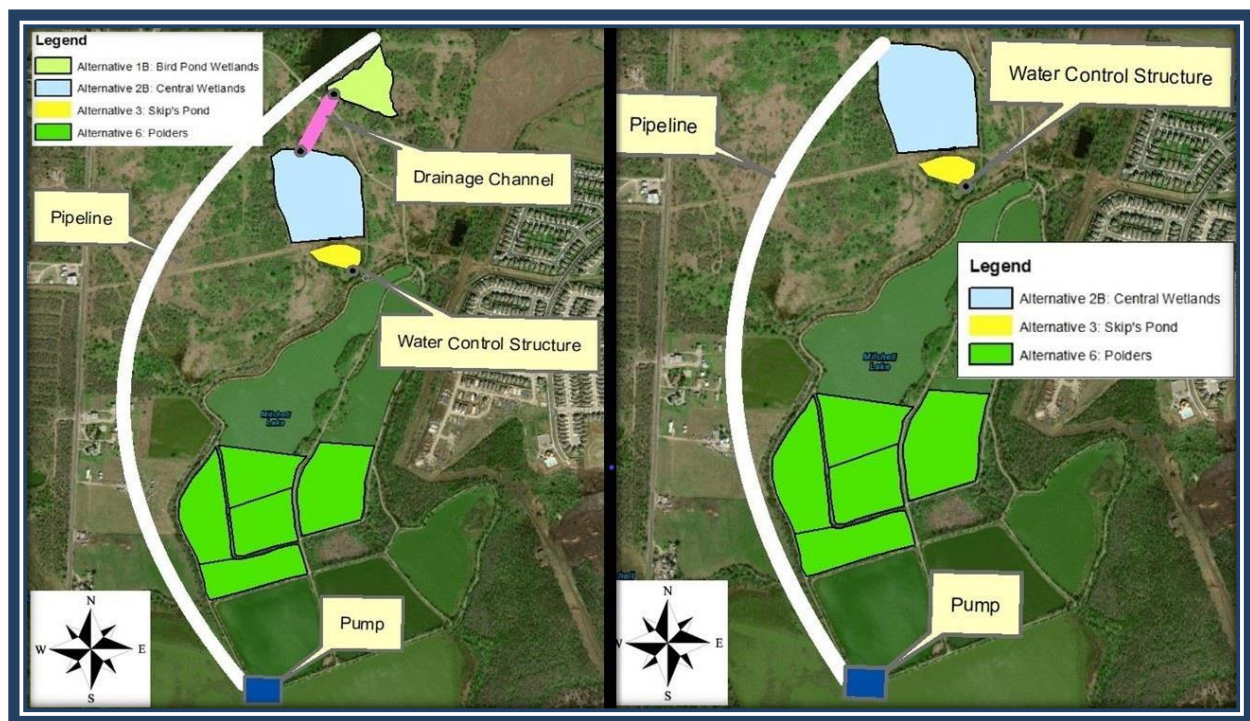 Legend
Alternative 1B: Bird Pond Wetlands
Alternative 2B: Central Wetlands
Alternative 3: Skip's Pond
Alternative 6: Polders
Drainage Channel
Pipeline
Water Control Structure
Mitchell
Lake
Pump
N
W E
S
Water Control Structure
Pipeline
Legend
Alternative 2B: Central Wetlands
Alternative 3: Skip's Pond
Alternative 6: Polders
Mitchell
Lake
Pump
N
W E
S